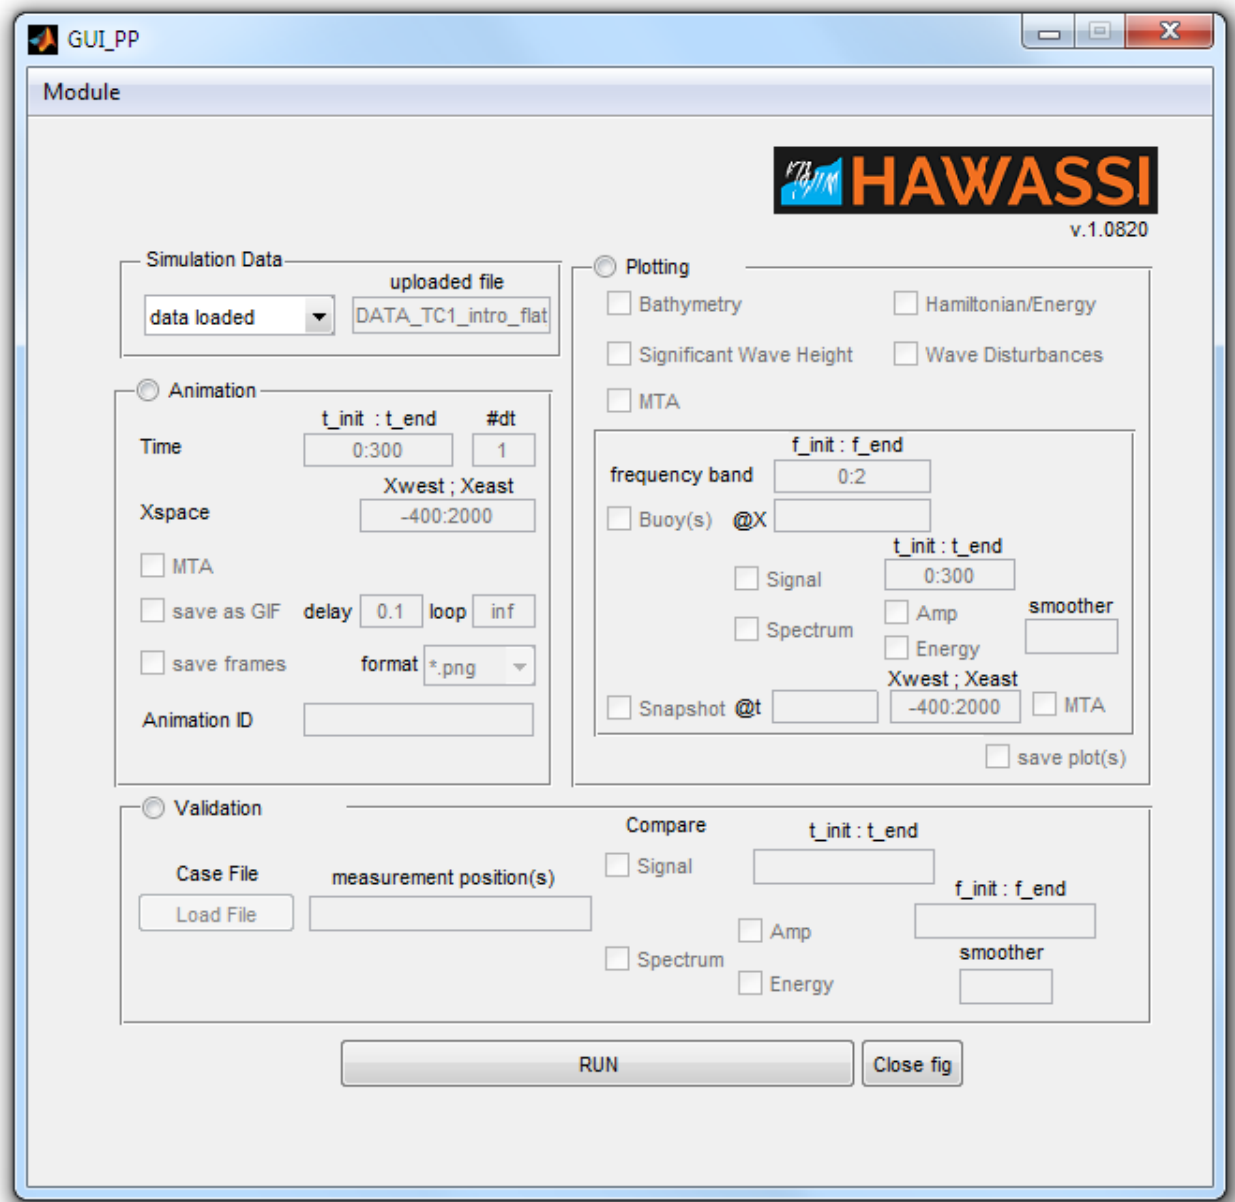 GUI_PP
Module
HAWASSI
v.1.0820
Simulation Data
uploaded file
data loaded
DATA_TC1_intro_flat
Animation
t_init : t_end #dt
Time 0:300 1
Xwest ; Xeast
Xspace -400:2000
MTA
save as GIF delay 0.1 loop inf
save frames format *.png
Animation ID
Plotting
Bathymetry Hamiltonian/Energy
Significant Wave Height Wave Disturbances
MTA
f_init : f_end
frequency band 0:2
Buoy(s) @X
t_init : t_end
Signal 0:300
Amp smoother
Spectrum
Energy
Xwest ; Xeast
Snapshot @t -400:2000 MTA
save plot(s)
Validation
Compare t_init : t_end
Signal
Case File measurement position(s)
f_init : f_end
Load File
Amp
smoother
Spectrum
Energy
RUN Close fig